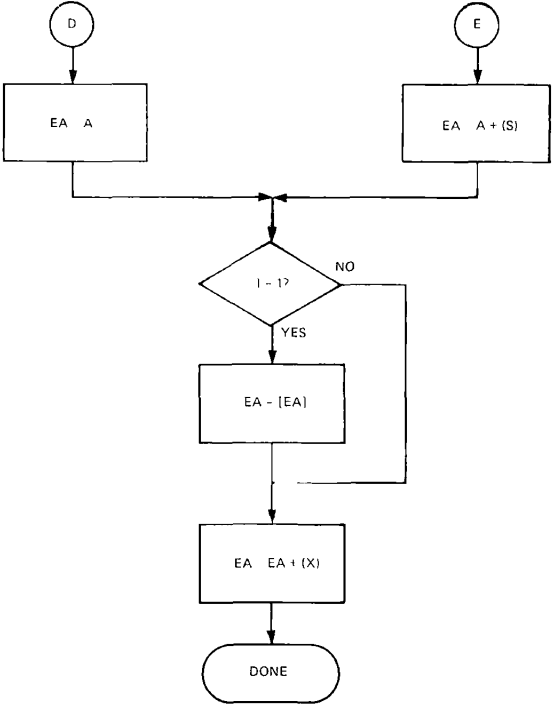 D
E
EA A
EA A + (S)
I - 1?
NO
YES
EA - [EA]
EA EA + (X)
DONE